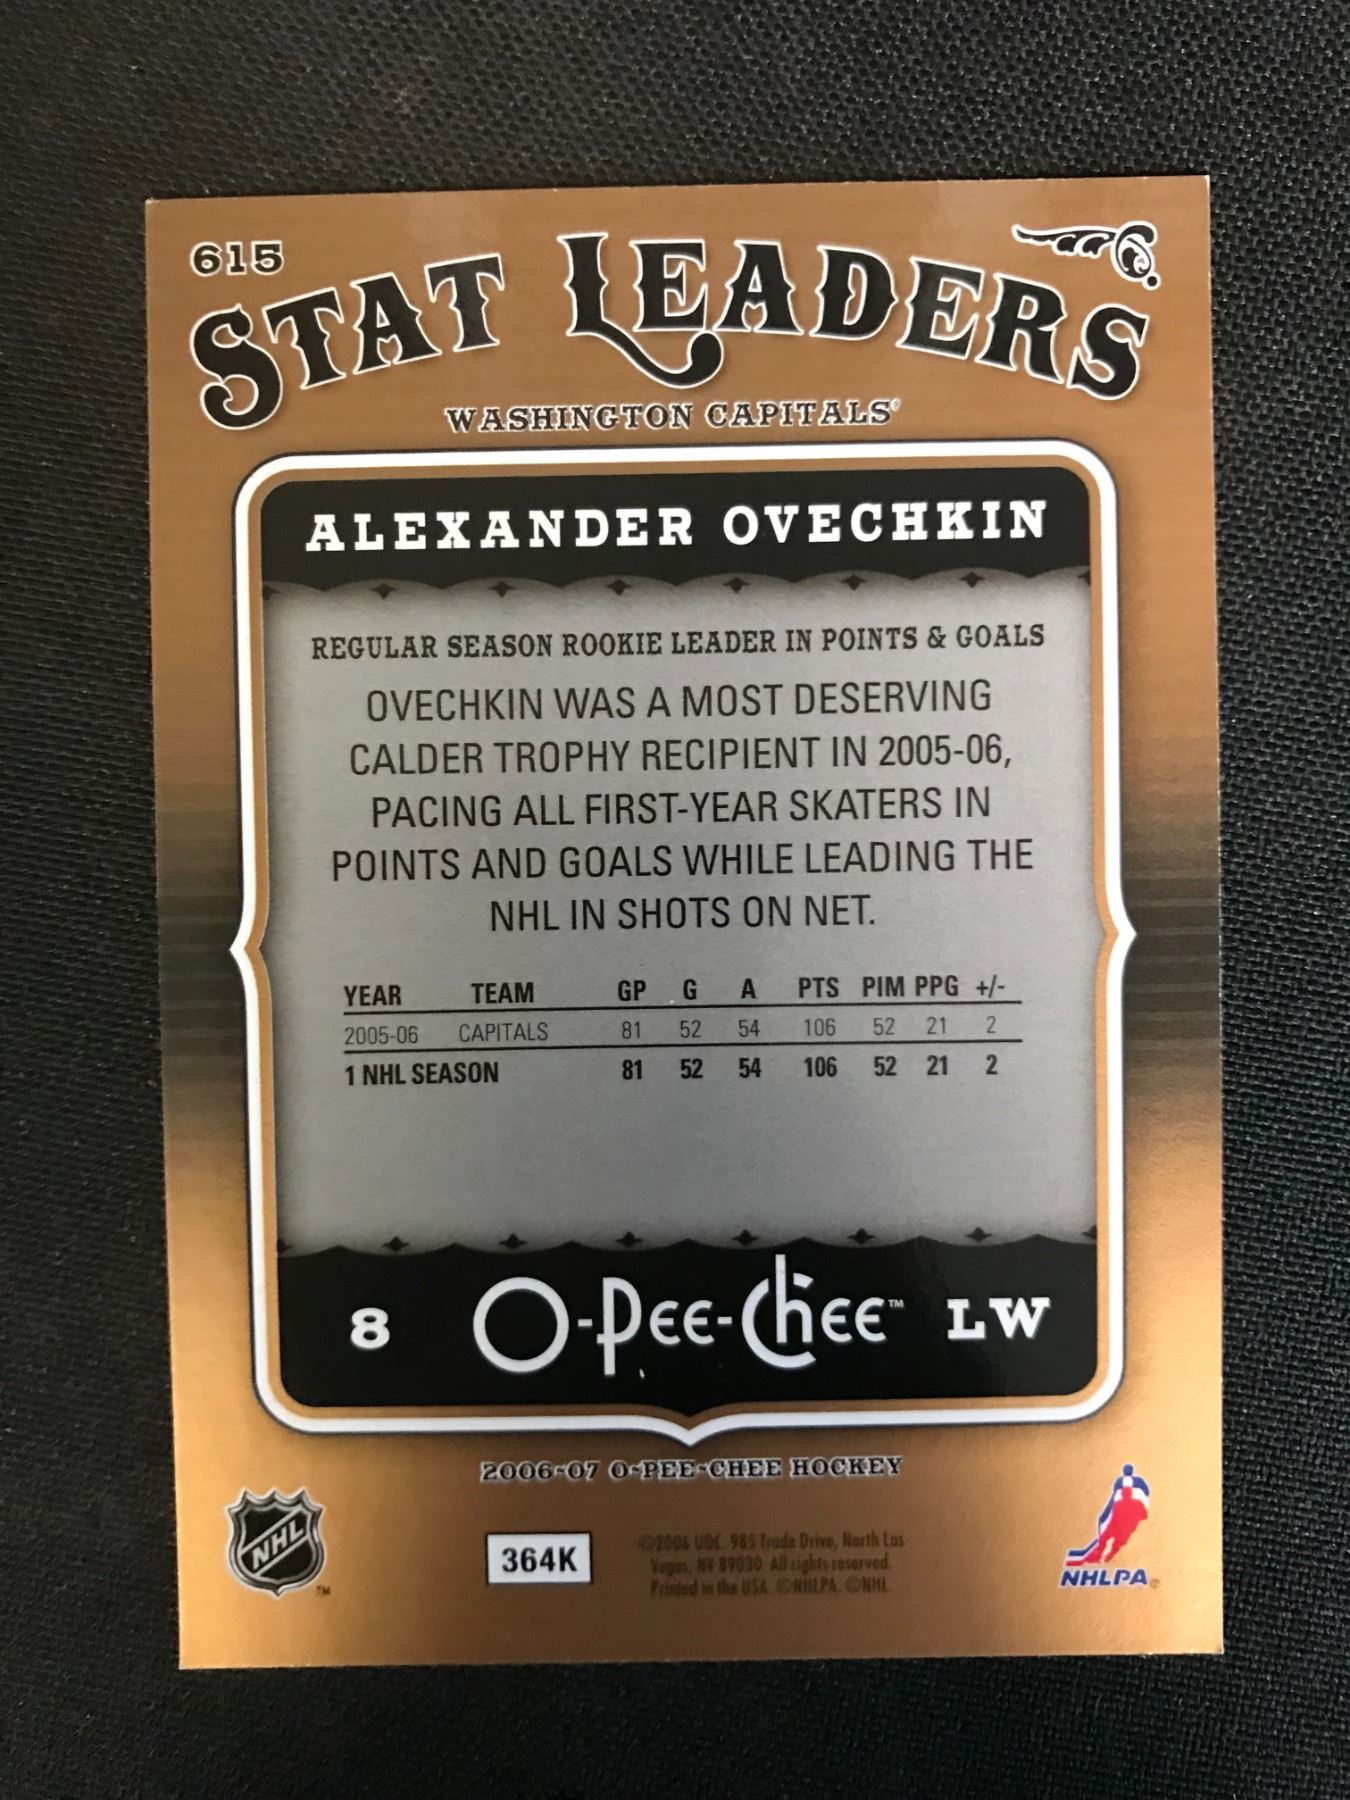 615
STAT LEADERS
WASHINGTON CAPITALS®
ALEXANDER OVECHKIN
REGULAR SEASON ROOKIE LEADER IN POINTS & GOALS
OVECHKIN WAS A MOST DESERVING
CALDER TROPHY RECIPIENT IN 2005-06,
PACING ALL FIRST-YEAR SKATERS IN
POINTS AND GOALS WHILE LEADING THE
NHL IN SHOTS ON NET.
YEAR TEAM GP G A PTS PIM PPG +/-
2005-06 CAPITALS 81 52 54 106 52 21 2
1 NHL SEASON 81 52 54 106 52 21 2
8 O-PEE-CHEE™ LW
2006-07 O-PEE-CHEE HOCKEY
NHL ™
364K
©2006 UDC. 985 Trade Drive, North Las
Vegas, NV 89030. All rights reserved.
Printed in the USA. ©NHLPA. ©NHL.
NHLPA®